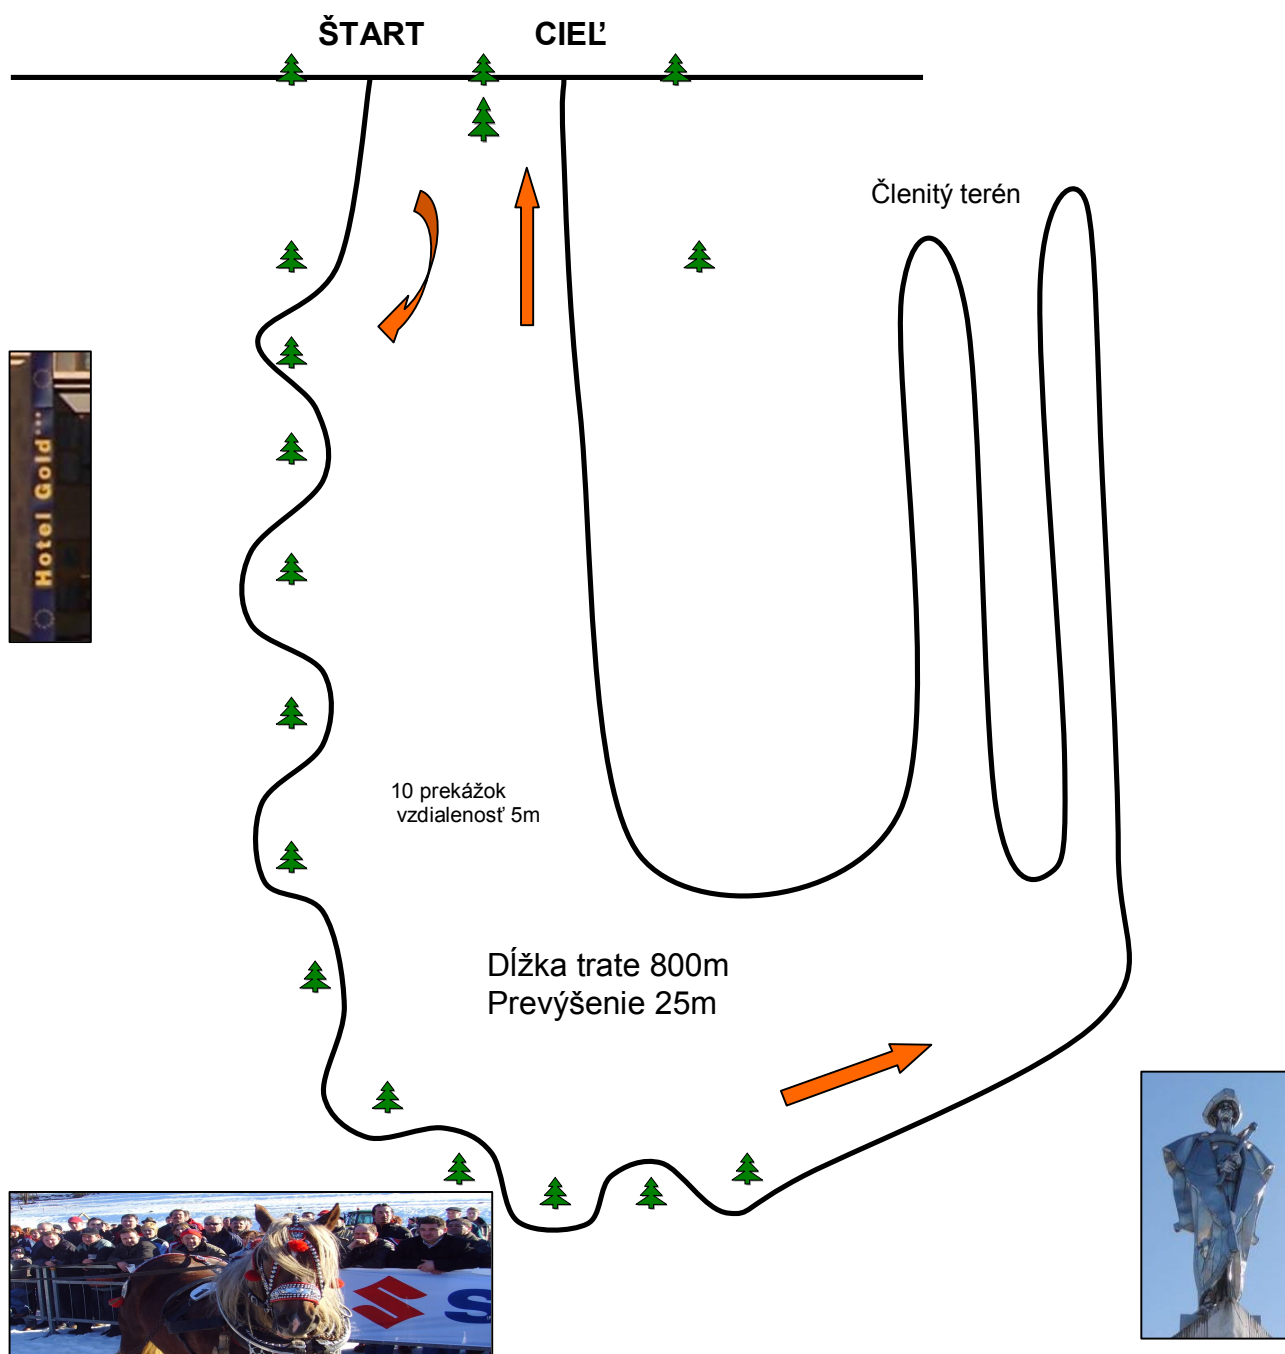 ŠTART
CIEĽ
Členitý terén
Hotel Gold***
10 prekážok
vzdialenosť 5m
Dĺžka trate 800m
Prevýšenie 25m
S